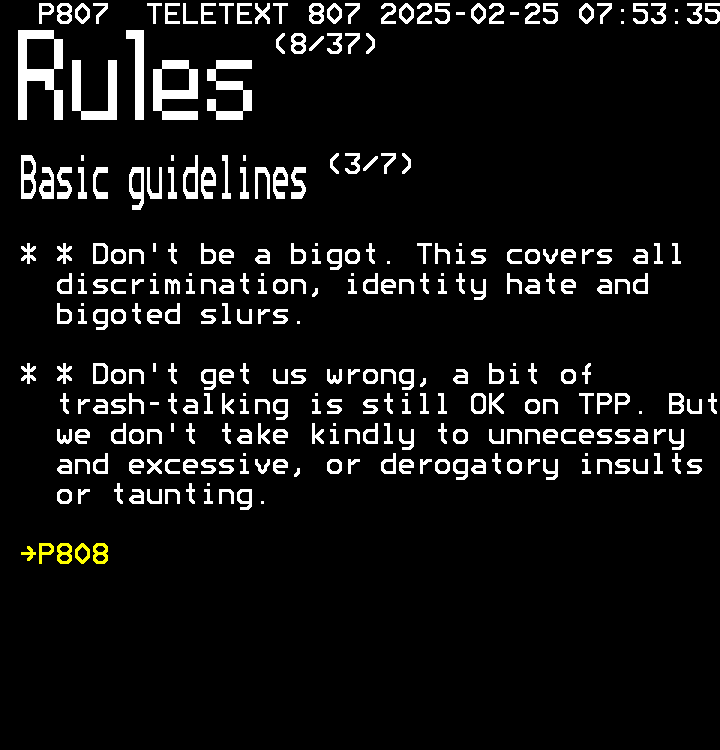 P807 TELETEXT 807 2025-02-25 07:53:35
Rules (8/37)
Basic guidelines (3/7)
* * Don't be a bigot. This covers all
discrimination, identity hate and
bigoted slurs.
* * Don't get us wrong, a bit of
trash-talking is still OK on TPP. But
we don't take kindly to unnecessary
and excessive, or derogatory insults
or taunting.
→P808